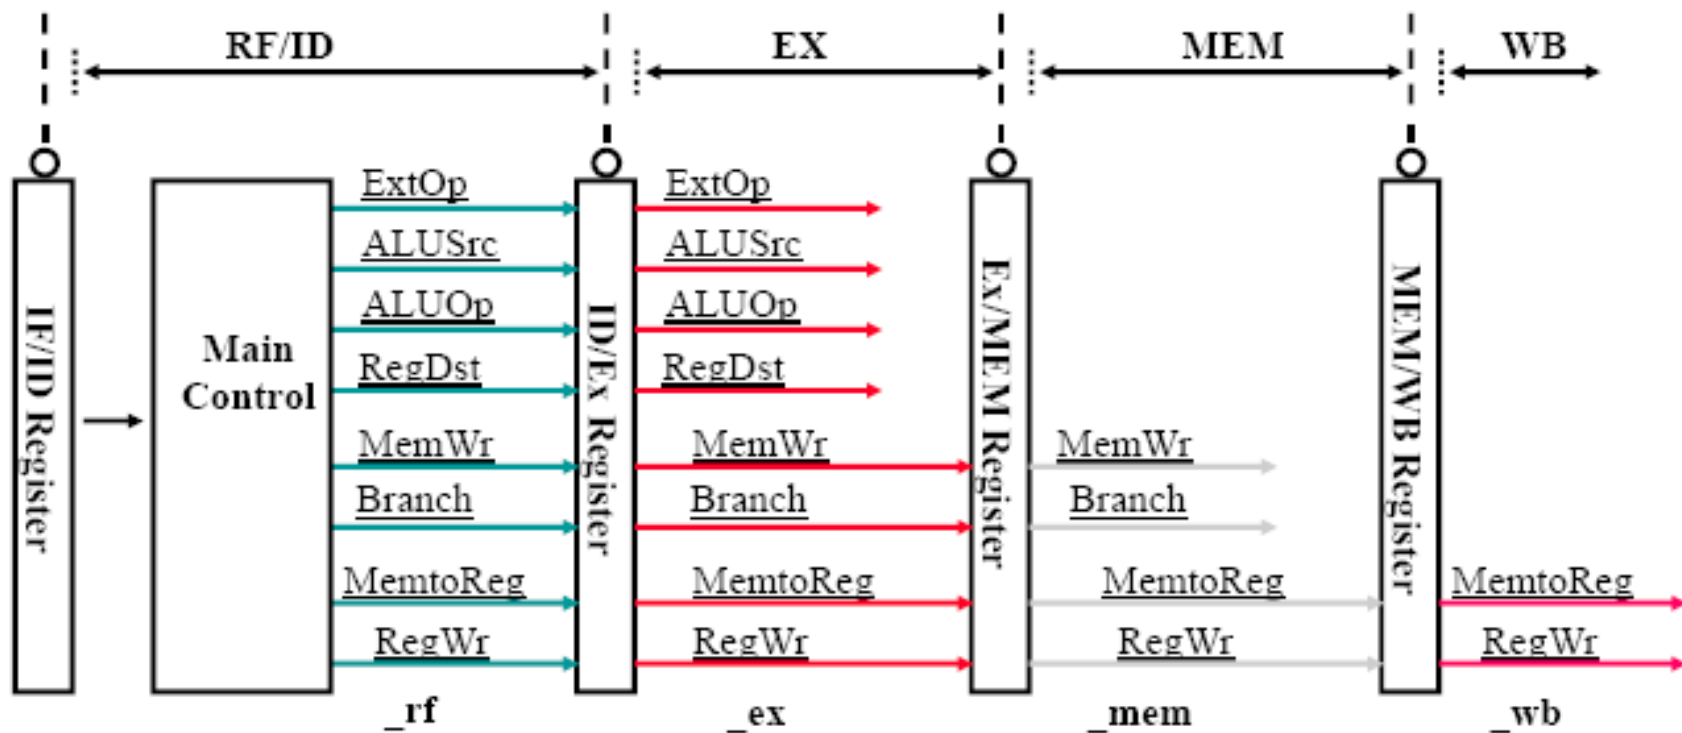 RF/ID
EX
MEM
WB
IF/ID Register
Main
Control
ExtOp
ALUSrc
ALUOp
RegDst
MemWr
Branch
MemtoReg
RegWr
_rf
ID/Ex Register
ExtOp
ALUSrc
ALUOp
RegDst
MemWr
Branch
MemtoReg
RegWr
_ex
Ex/MEM Register
MemWr
Branch
MemtoReg
RegWr
_mem
MEM/WB Register
MemtoReg
RegWr
_wb